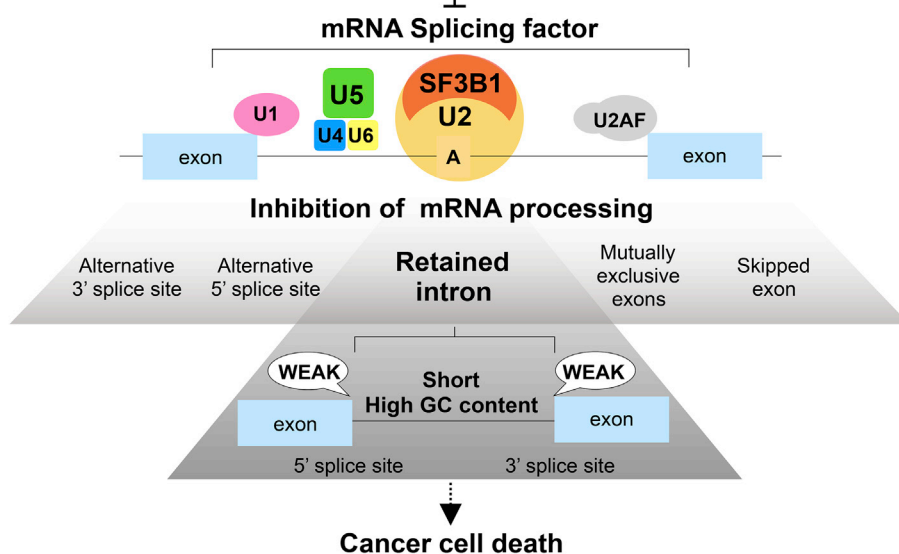 mRNA Splicing factor
SF3B1
U5
U1
U2
U2AF
U4 U6
exon
A
exon
Inhibition of mRNA processing
Alternative
3’ splice site
Alternative
5’ splice site
Retained
intron
Mutually
exclusive
exons
Skipped
exon
WEAK
WEAK
Short
High GC content
exon
exon
5’ splice site
3’ splice site
Cancer cell death